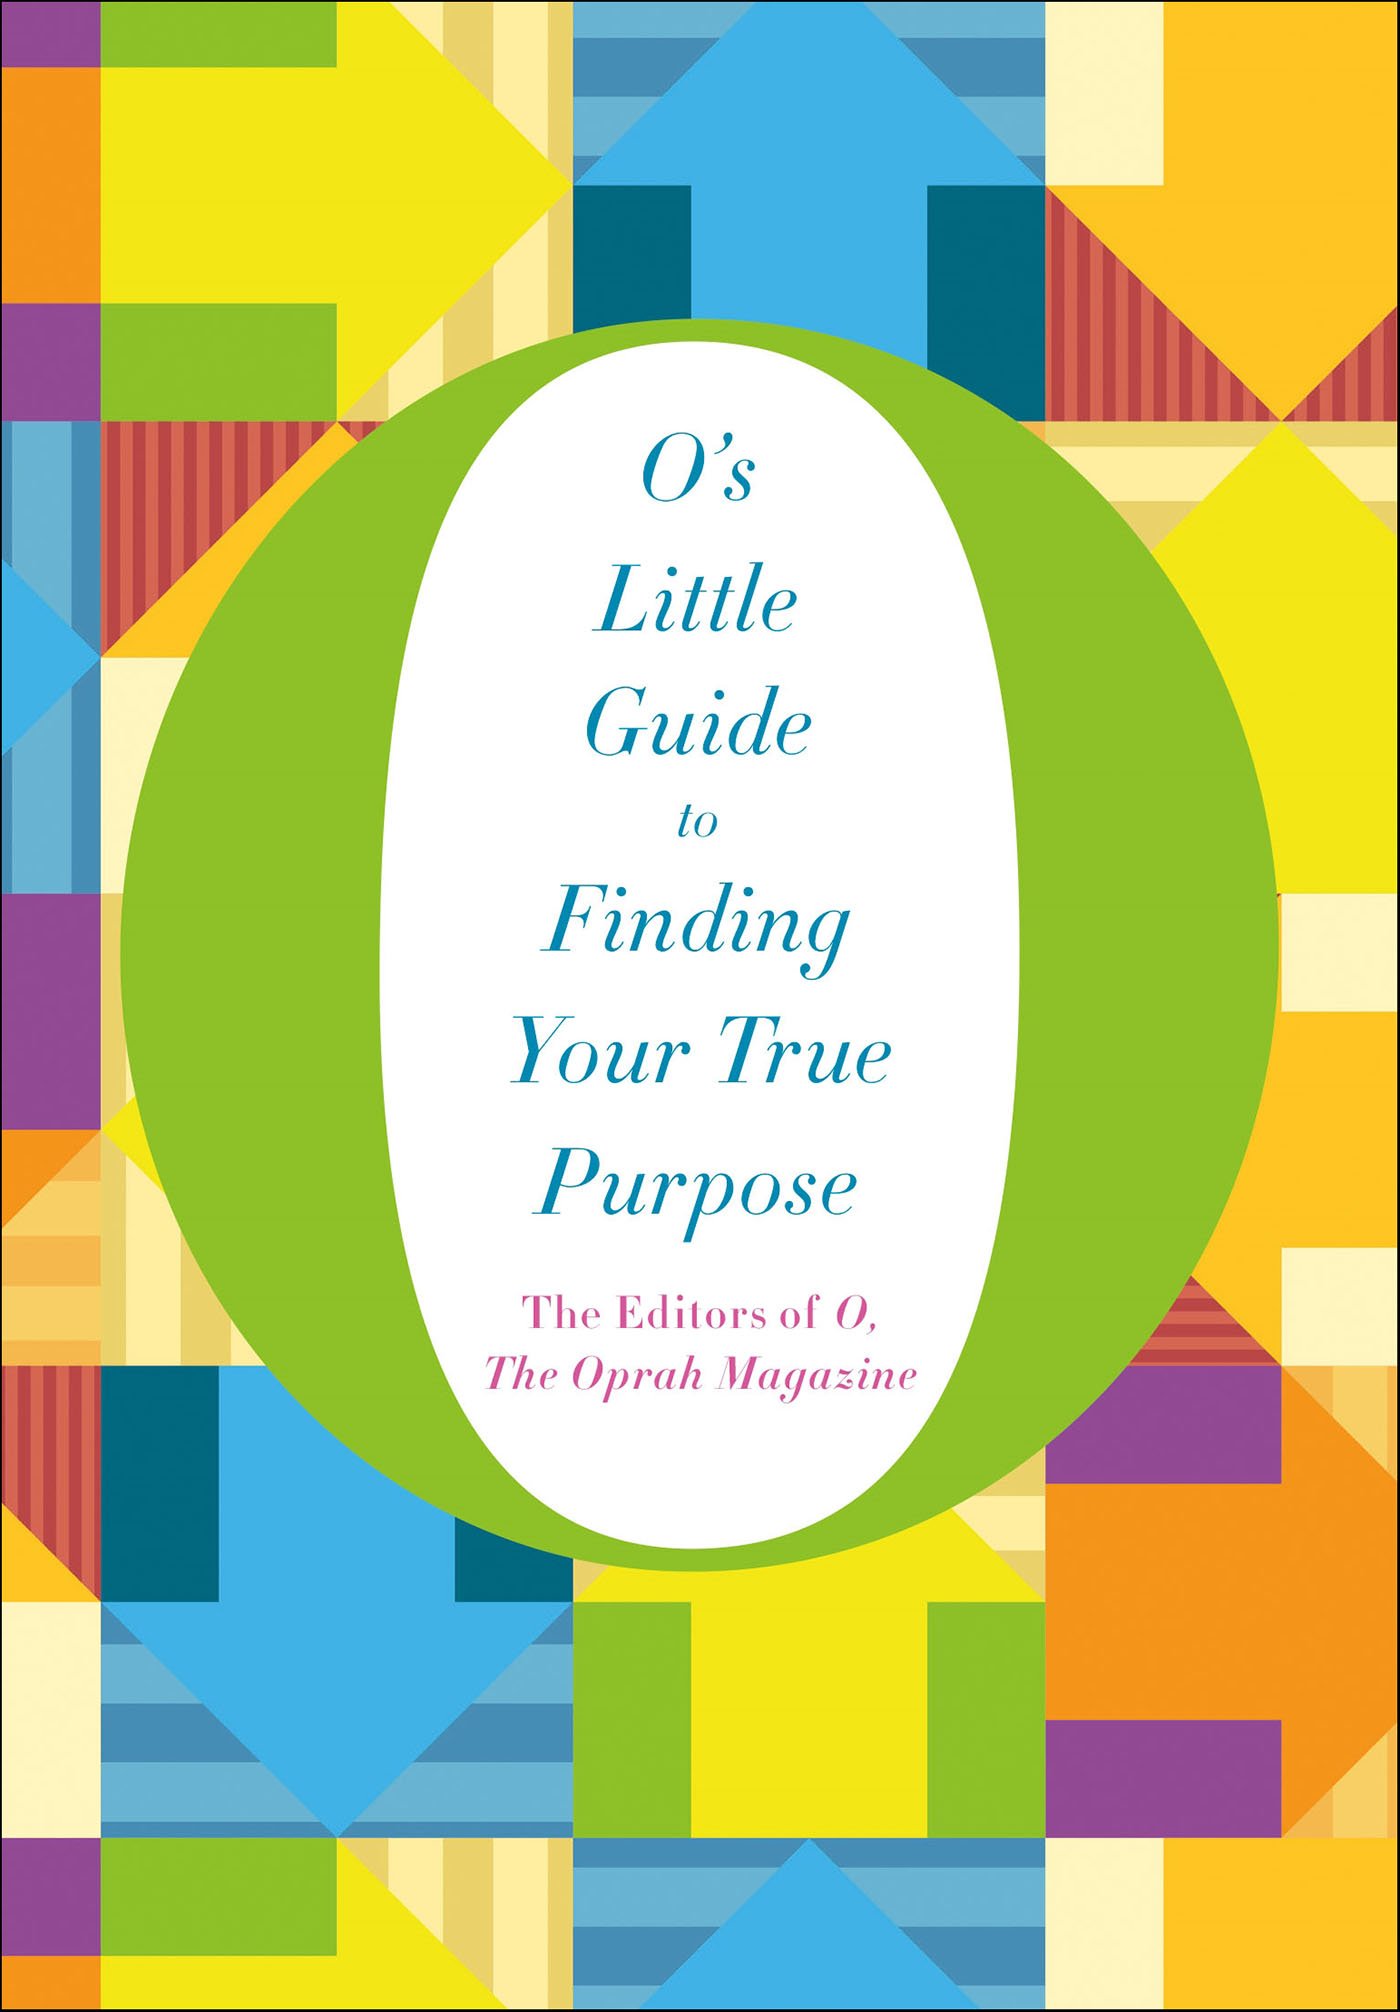 O's
Little
Guide
to
Finding
Your True
Purpose
The Editors of O,
The Oprah Magazine